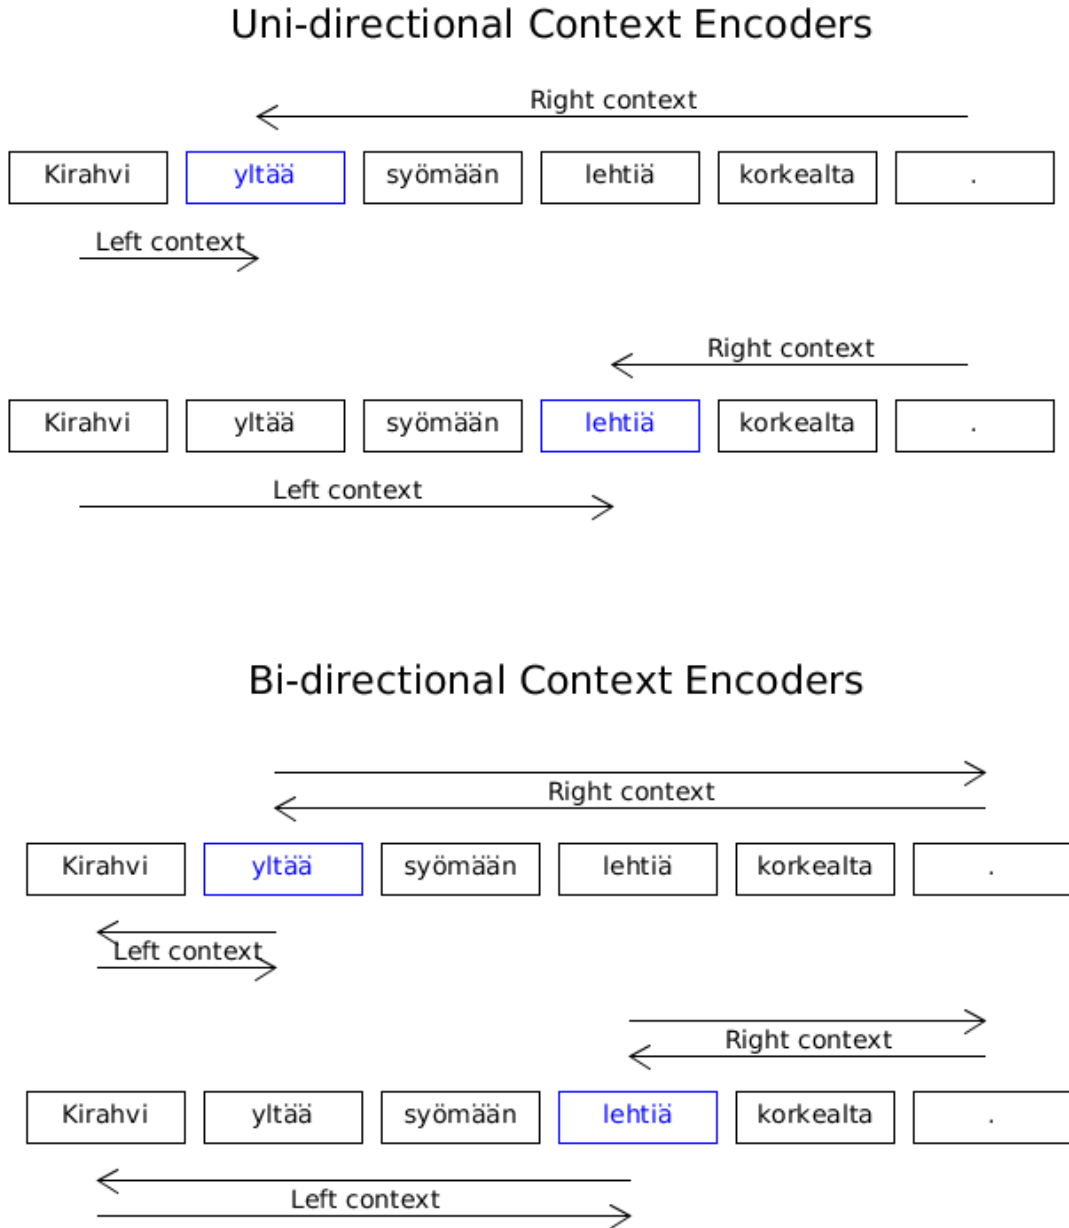 Uni-directional Context Encoders
Right context
Kirahvi yltää syömään lehtiä korkealta .
Left context
Right context
Kirahvi yltää syömään lehtiä korkealta .
Left context
Bi-directional Context Encoders
Right context
Kirahvi yltää syömään lehtiä korkealta .
Left context
Right context
Kirahvi yltää syömään lehtiä korkealta .
Left context